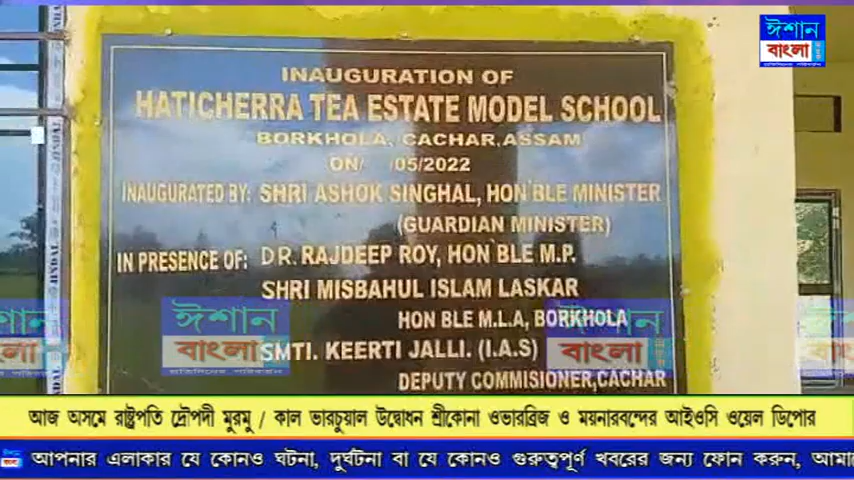 ঈশান
বাংলা
INAUGURATION OF
HATICHERRA TEA ESTATE MODEL SCHOOL
BORKHOLA, CACHAR, ASSAM
ON/ /05/2022
INAUGURATED BY: SHRI ASHOK SINGHAL, HON'BLE MINISTER
(GUARDIAN MINISTER)
IN PRESENCE OF: DR. RAJDEEP ROY, HON'BLE M.P.
SHRI MISBAHUL ISLAM LASKAR
HON BLE M.L.A, BORKHOLA
SMTI. KEERTI JALLI. (I.A.S)
DEPUTY COMMISIONER, CACHAR
ঈশান
বাংলা
ঈশান
বাংলা
আজ অসমে রাষ্ট্রপতি দ্রৌপদী মুরমু / কাল ভারচুয়াল উদ্বোধন শ্রীকোনা ওভারব্রিজ ও ময়নারবন্দের আইওসি ওয়েল ডিপোর
বাংলা আপনার এলাকার যে কোনও ঘটনা, দুর্ঘটনা বা যে কোনও গুরুত্বপূর্ণ খবরের জন্য ফোন করুন,